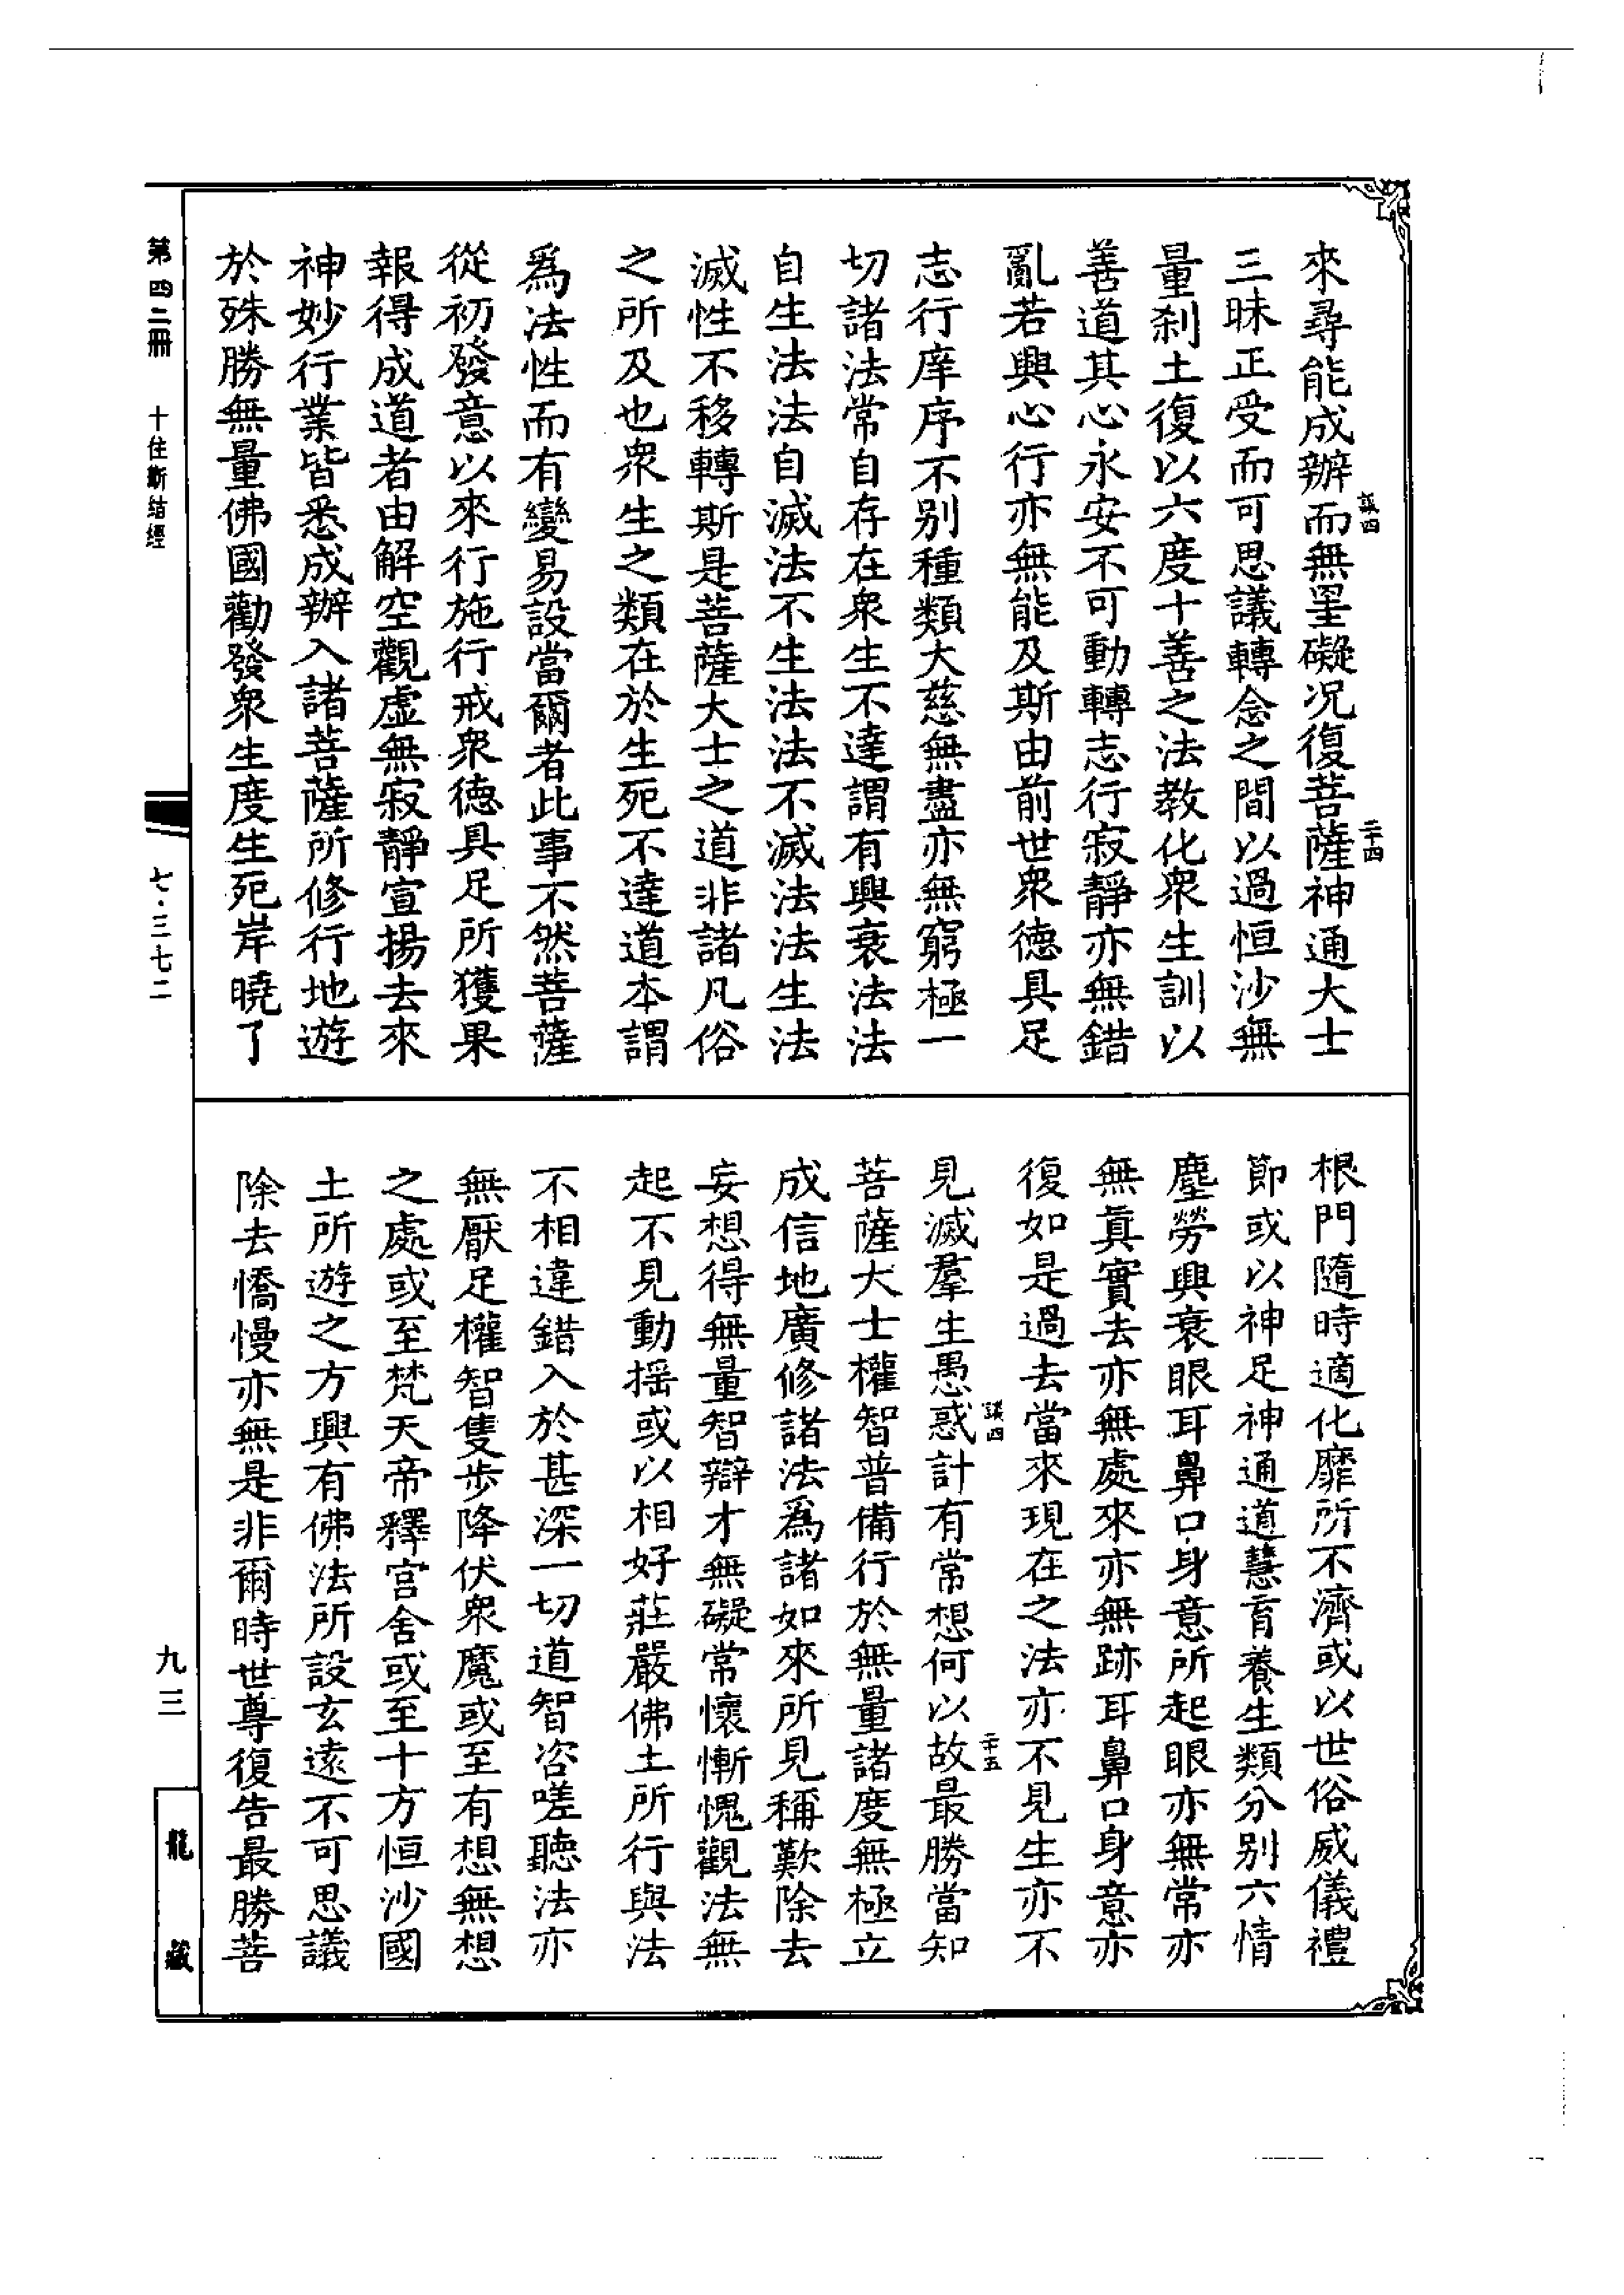 來尋能成辦而無罣礙況復菩薩神通大士
三昧正受而可思議轉念之間以過恒沙無
量剎土復以六度十善之法教化衆生訓以
善道其心永安不可動轉志行寂靜亦無錯
亂若興心行亦無能及斯由前世衆德具足
志行庠序不别種類大慈無盡亦無窮極一
切諸法常自存在衆生不達謂有興衰法法
自生法法自滅法不生法法不滅法法生法
滅性不移轉斯是菩薩大士之道非諸凡俗
之所及也衆生之類在於生死不達道本謂
爲法性而有變易設當爾者此事不然菩薩
從初發意以來行施行戒衆德具足所獲果
報得成道者由解空觀虛無寂靜宣揚去來
神妙行業皆悉成辦入諸菩薩所修行地遊
於殊勝無量佛國勸發衆生度生死岸曉了
根門隨時適化靡所不濟或以世俗威儀禮
節或以神足神通道慧育養生類分别六情
塵勞興衰眼耳鼻口身意所起眼亦無常亦
無真實去亦無處來亦無跡耳鼻口身意亦
復如是過去當來現在之法亦不見生亦不
見滅羣生愚惑計有常想何以故最勝當知
菩薩大士權智普備行於無量諸度無極立
成信地廣修諸法爲諸如來所見稱歎除去
妄想得無量智辯才無礙常懷慚愧觀法無
起不見動搖或以相好莊嚴佛土所行與法
不相違錯入於甚深一切道智咨嗟聽法亦
無厭足權智隻步降伏衆魔或至有想無想
之處或至梵天帝釋宮舍或至十方恒沙國
土所遊之方興有佛法所設玄遠不可思議
除去憍慢亦無是非爾時世尊復告最勝菩
議四
二十四
議四
二十五
第四二冊
十住斷結經
七·三七二
九三
龍藏